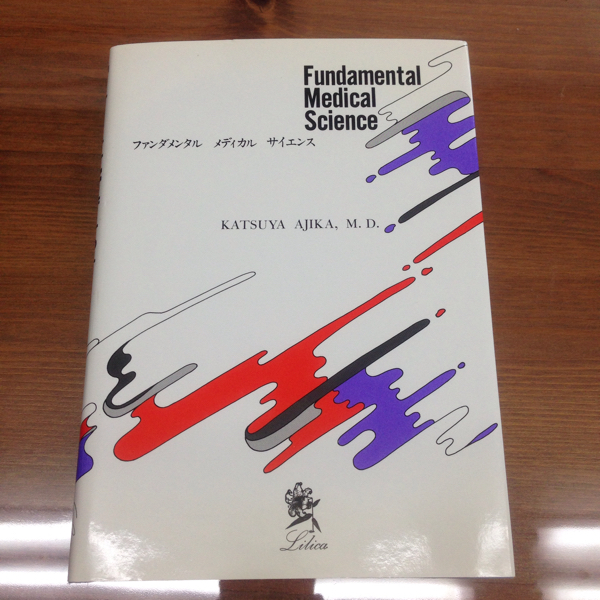 Fundamental
Medical
Science
ファンダメンタル メディカル サイエンス
KATSUYA AJIKA, M. D.
Lilica